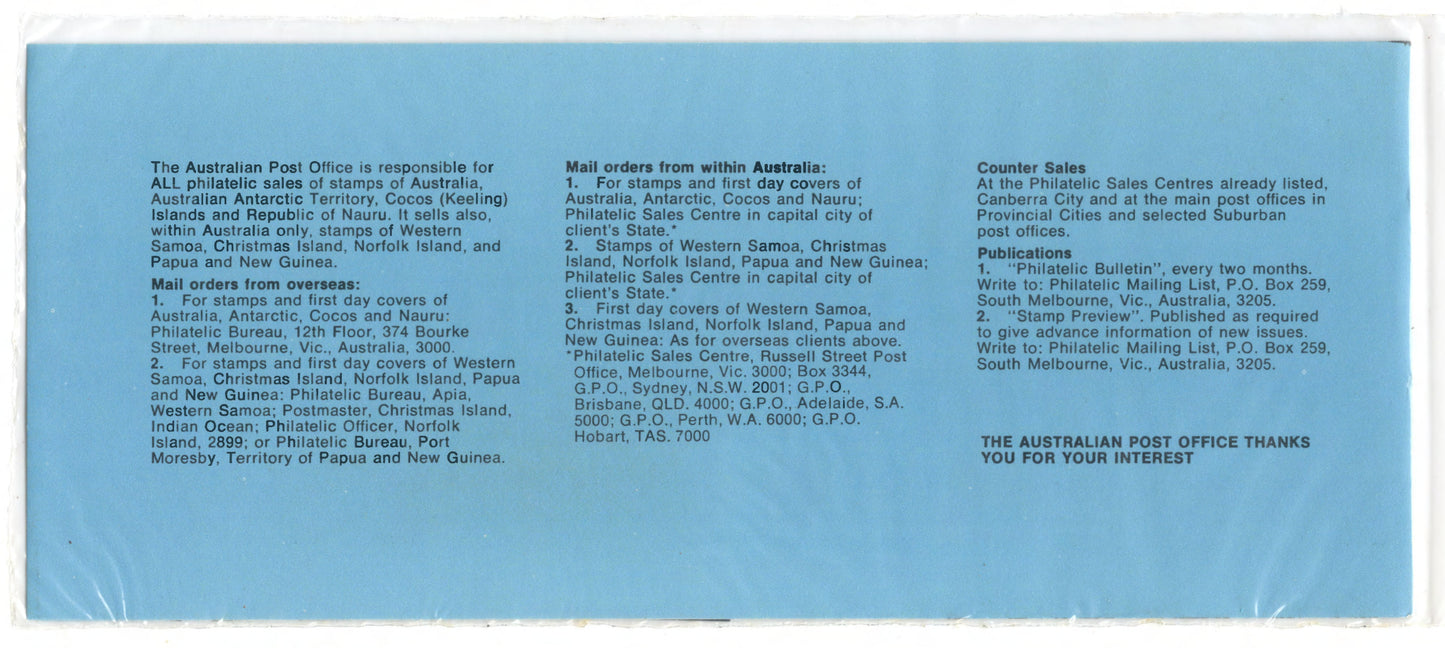 The Australian Post Office is responsible for
ALL philatelic sales of stamps of Australia,
Australian Antarctic Territory, Cocos (Keeling)
Islands and Republic of Nauru. It sells also,
within Australia only, stamps of Western
Samoa, Christmas Island, Norfolk Island, and
Papua and New Guinea.
Mail orders from overseas:
1. For stamps and first day covers of
Australia, Antarctic, Cocos and Nauru:
Philatelic Bureau, 12th Floor, 374 Bourke
Street, Melbourne, Vic., Australia, 3000.
2. For stamps and first day covers of Western
Samoa, Christmas Island, Norfolk Island, Papua
and New Guinea: Philatelic Bureau, Apia,
Western Samoa; Postmaster, Christmas Island,
Indian Ocean; Philatelic Officer, Norfolk
Island, 2899; or Philatelic Bureau, Port
Moresby, Territory of Papua and New Guinea.
Mail orders from within Australia:
1. For stamps and first day covers of
Australia, Antarctic, Cocos and Nauru;
Philatelic Sales Centre in capital city of
client's State.*
2. Stamps of Western Samoa, Christmas
Island, Norfolk Island, Papua and New Guinea;
Philatelic Sales Centre in capital city of
client's State.*
3. First day covers of Western Samoa,
Christmas Island, Norfolk Island, Papua and
New Guinea: As for overseas clients above.
*Philatelic Sales Centre, Russell Street Post
Office, Melbourne, Vic. 3000; Box 3344,
G.P.O., Sydney, N.S.W. 2001; G.P.O.,
Brisbane, QLD. 4000; G.P.O., Adelaide, S.A.
5000; G.P.O., Perth, W.A. 6000; G.P.O.
Hobart, TAS. 7000
Counter Sales
At the Philatelic Sales Centres already listed,
Canberra City and at the main post offices in
Provincial Cities and selected Suburban
post offices.
Publications
1. "Philatelic Bulletin", every two months.
Write to: Philatelic Mailing List, P.O. Box 259,
South Melbourne, Vic., Australia, 3205.
2. "Stamp Preview". Published as required
to give advance information of new issues.
Write to: Philatelic Mailing List, P.O. Box 259,
South Melbourne, Vic., Australia, 3205.
THE AUSTRALIAN POST OFFICE THANKS
YOU FOR YOUR INTEREST